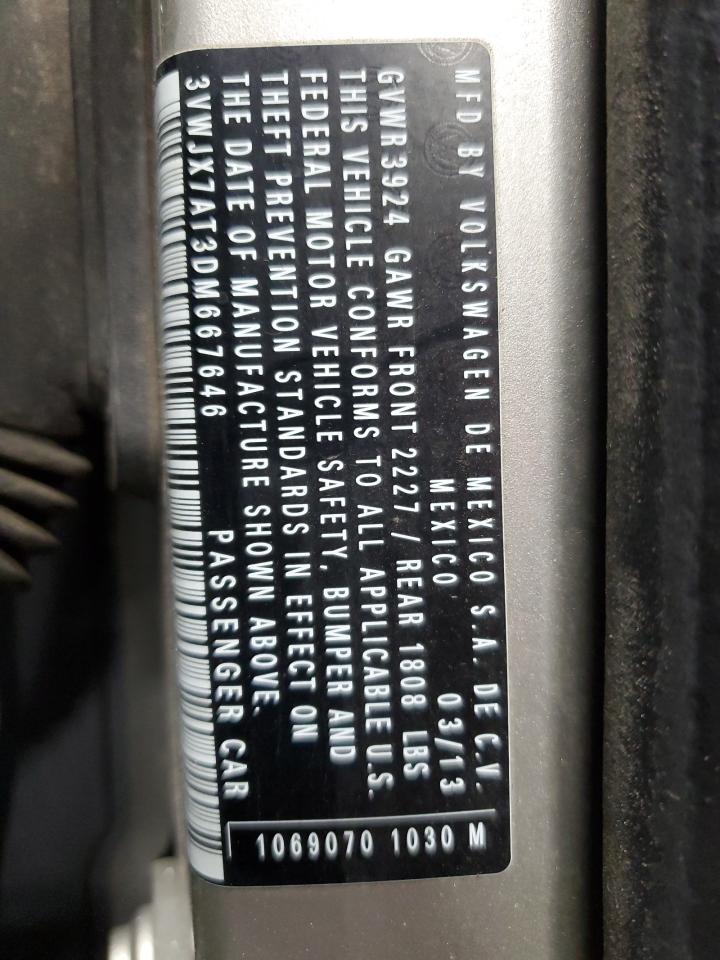 MFD BY VOLKSWAGEN DE MEXICO S.A. DE C.V.
MEXICO 03/13
GVWR3924 GAWR FRONT 2227 / REAR 1808 LBS
THIS VEHICLE CONFORMS TO ALL APPLICABLE U.S.
FEDERAL MOTOR VEHICLE SAFETY, BUMPER AND
THEFT PREVENTION STANDARDS IN EFFECT ON
THE DATE OF MANUFACTURE SHOWN ABOVE.
3VWJX7AT3DM667646 PASSENGER CAR
1069070 1030 M